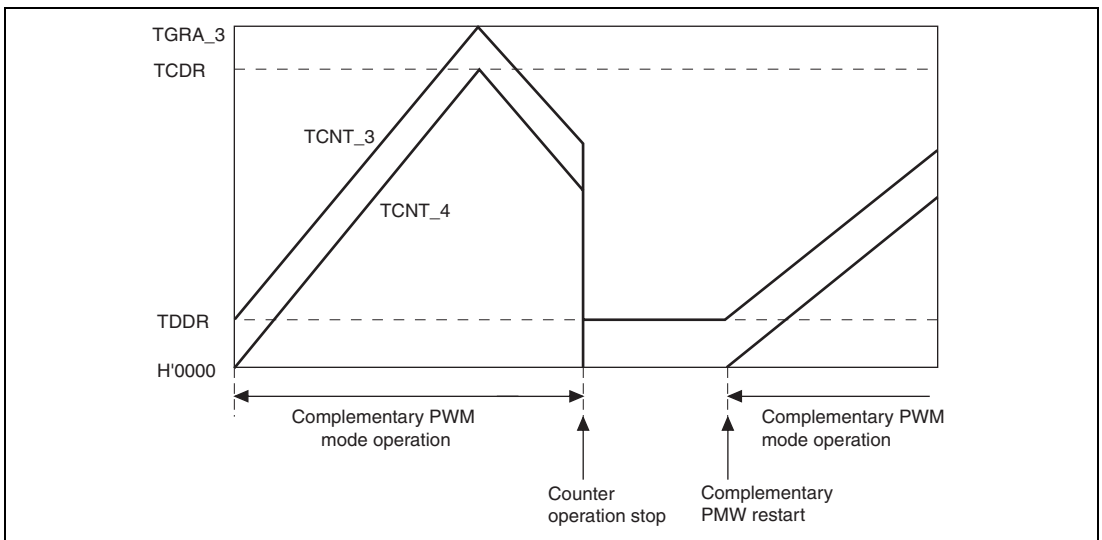 TGRA_3
TCDR
TCNT_3
TCNT_4
TDDR
H'0000
Complementary PWM
mode operation
Complementary PWM
mode operation
Counter
operation stop
Complementary
PMW restart